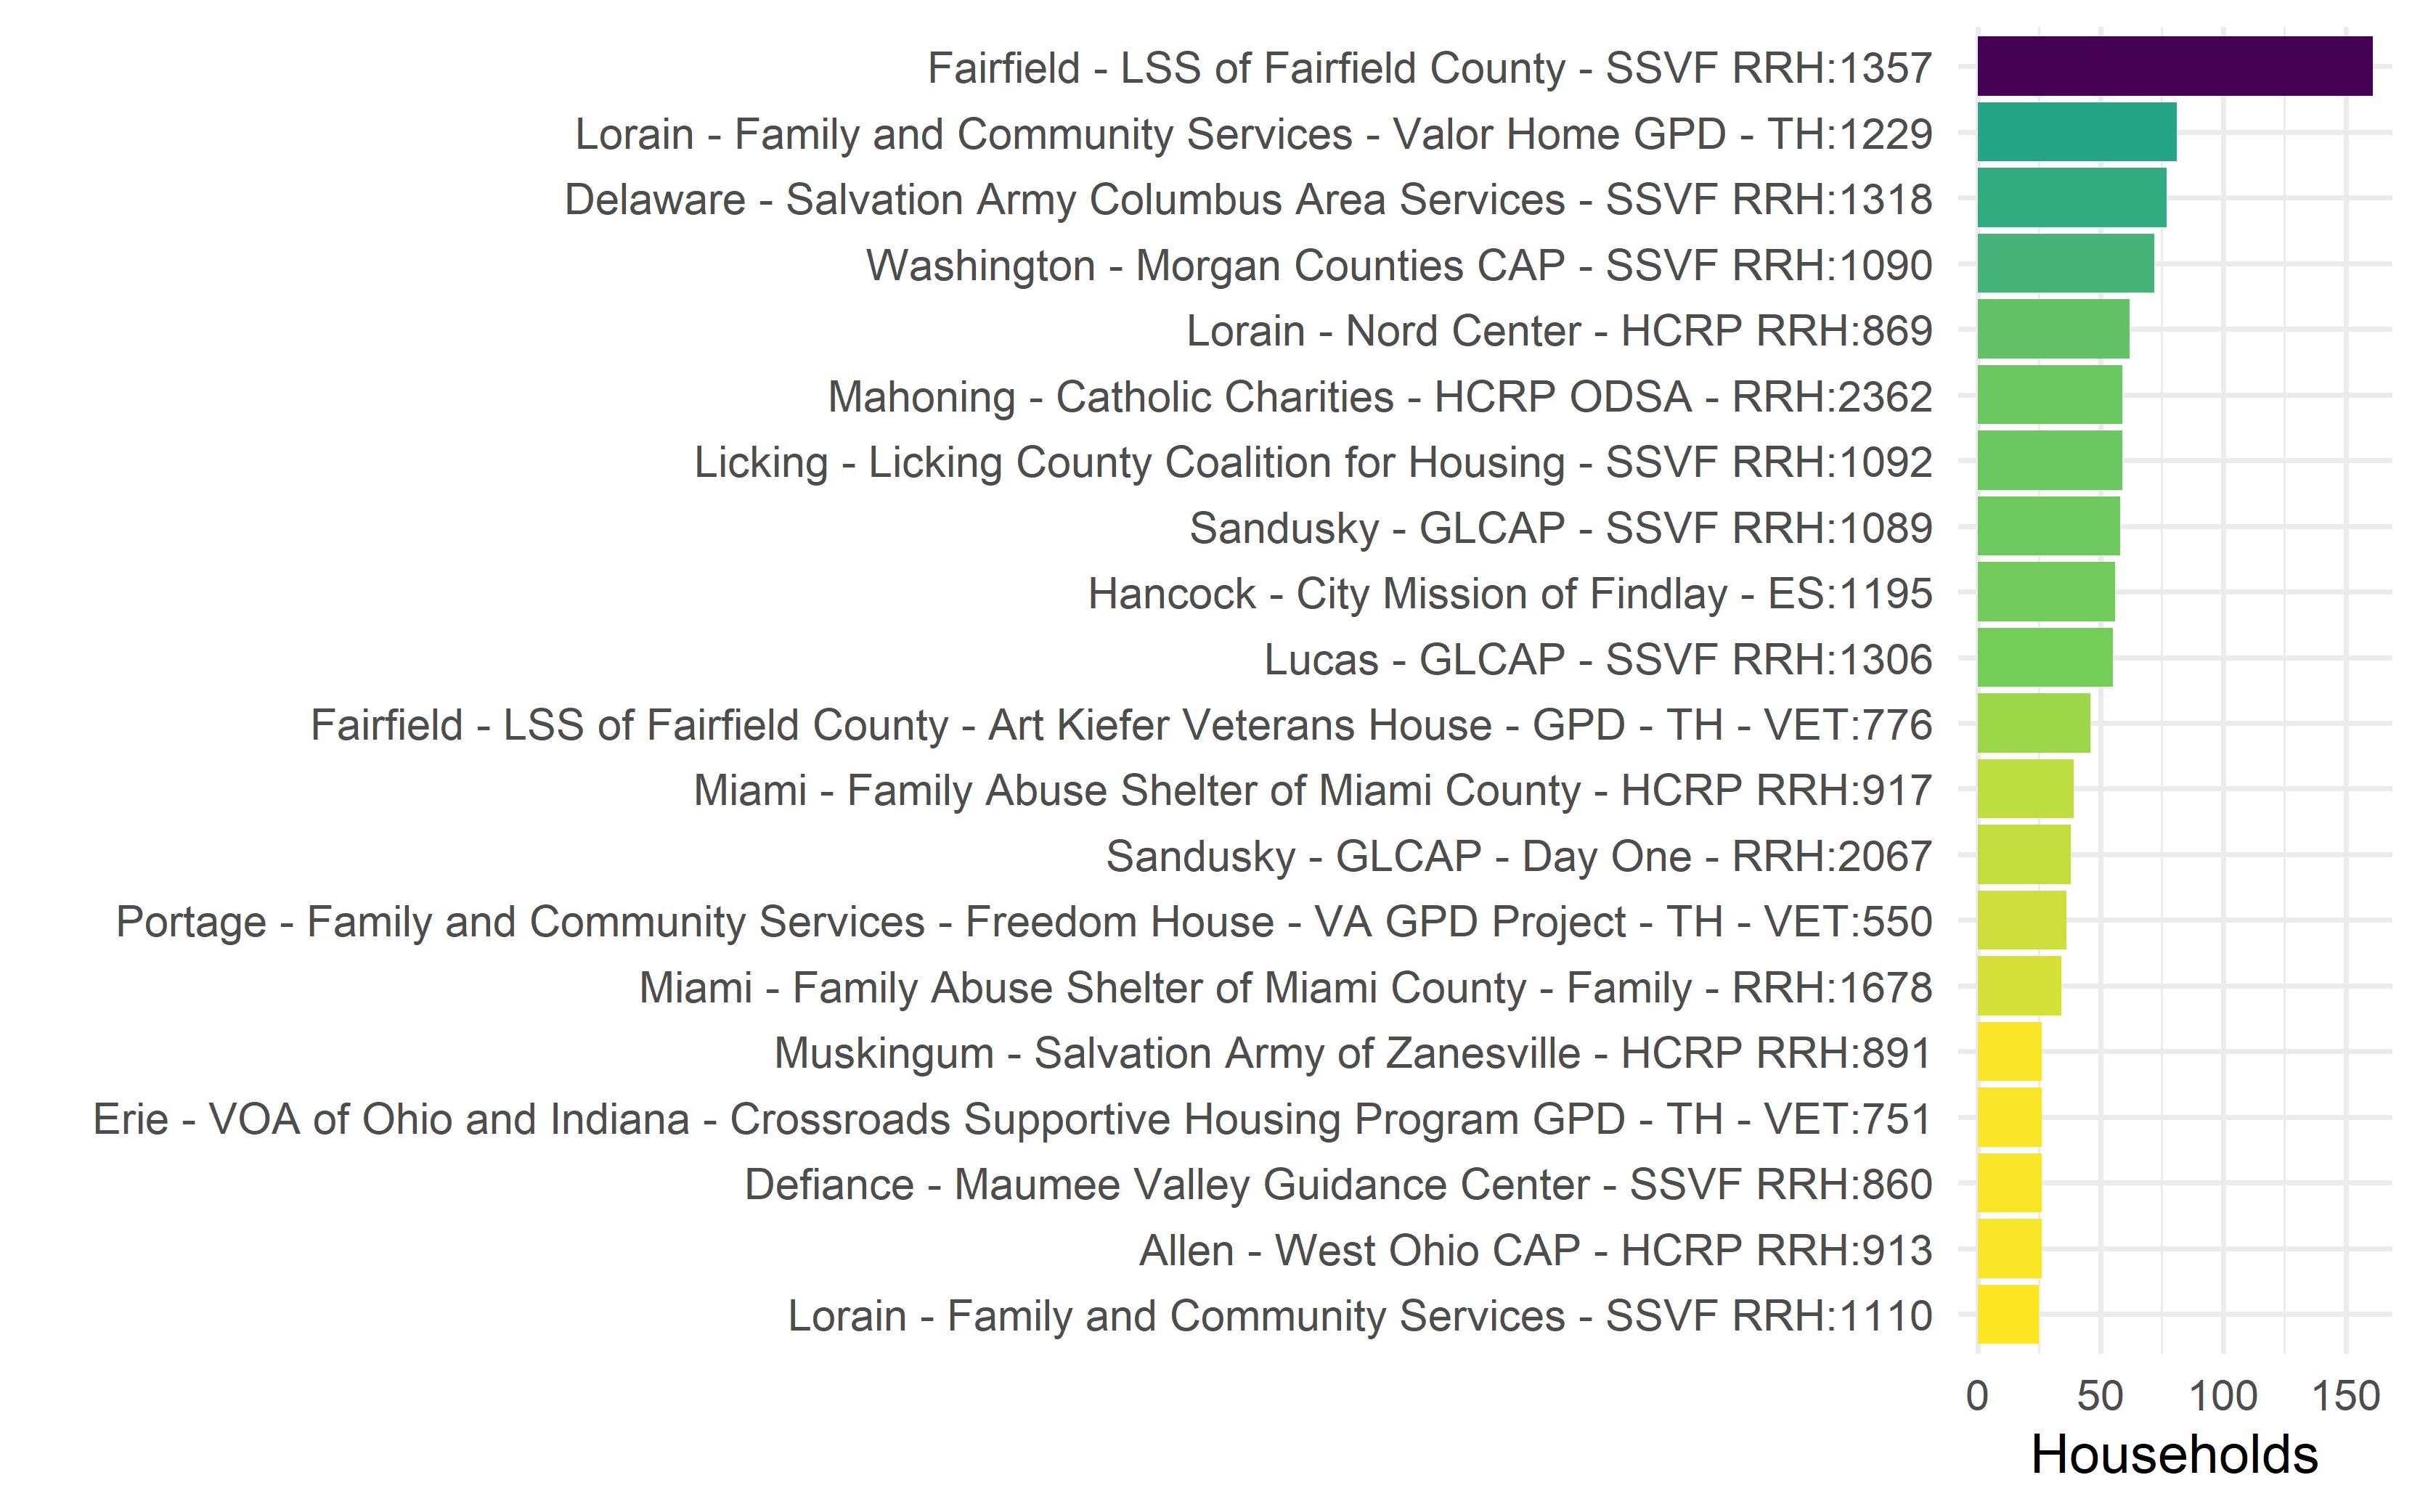 Fairfield - LSS of Fairfield County - SSVF RRH:1357
Lorain - Family and Community Services - Valor Home GPD - TH:1229
Delaware - Salvation Army Columbus Area Services - SSVF RRH:1318
Washington - Morgan Counties CAP - SSVF RRH:1090
Lorain - Nord Center - HCRP RRH:869
Mahoning - Catholic Charities - HCRP ODSA - RRH:2362
Licking - Licking County Coalition for Housing - SSVF RRH:1092
Sandusky - GLCAP - SSVF RRH:1089
Hancock - City Mission of Findlay - ES:1195
Lucas - GLCAP - SSVF RRH:1306
Fairfield - LSS of Fairfield County - Art Kiefer Veterans House - GPD - TH - VET:776
Miami - Family Abuse Shelter of Miami County - HCRP RRH:917
Sandusky - GLCAP - Day One - RRH:2067
Portage - Family and Community Services - Freedom House - VA GPD Project - TH - VET:550
Miami - Family Abuse Shelter of Miami County - Family - RRH:1678
Muskingum - Salvation Army of Zanesville - HCRP RRH:891
Erie - VOA of Ohio and Indiana - Crossroads Supportive Housing Program GPD - TH - VET:751
Defiance - Maumee Valley Guidance Center - SSVF RRH:860
Allen - West Ohio CAP - HCRP RRH:913
Lorain - Family and Community Services - SSVF RRH:1110
0 50 100 150
Households